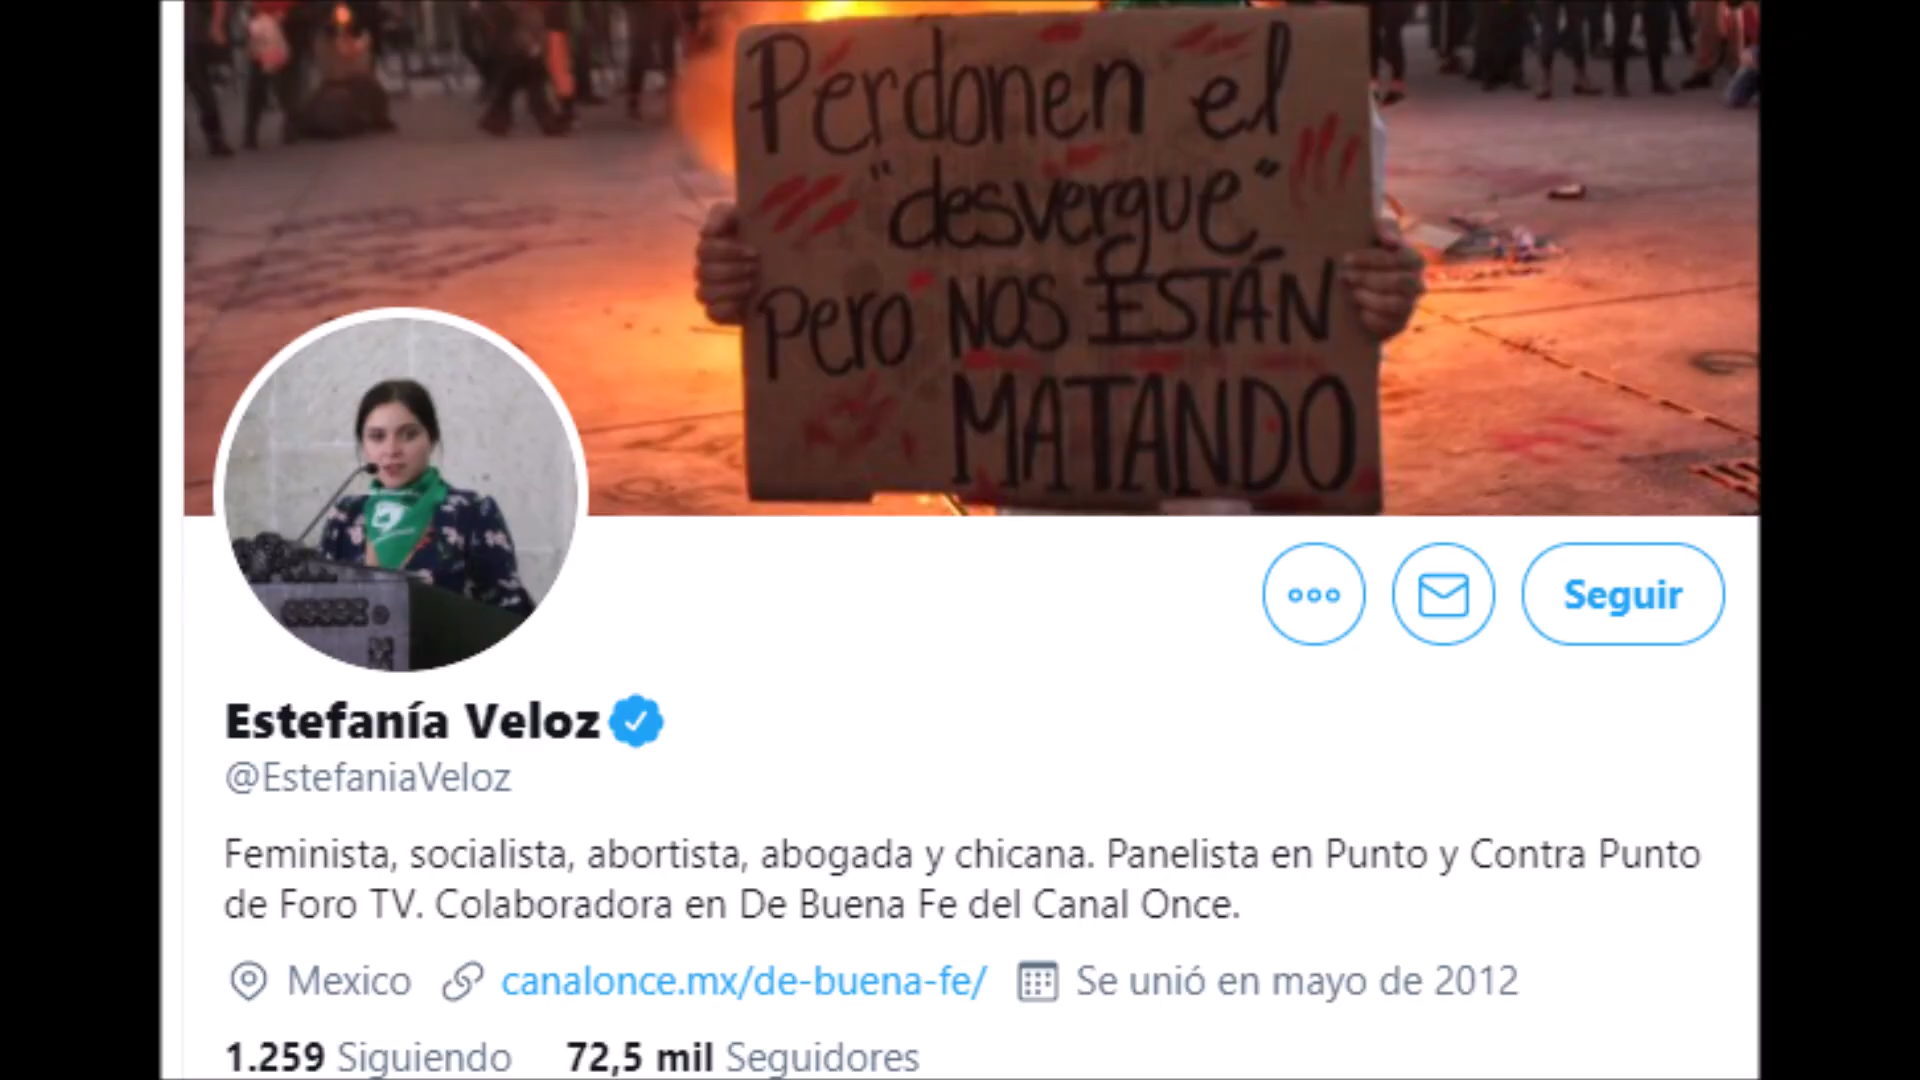 Perdonen el
"desvergue"
pero NOS ESTÁN
MATANDO
Seguir
Estefanía Veloz
@EstefaniaVeloz
Feminista, socialista, abortista, abogada y chicana. Panelista en Punto y Contra Punto
de Foro TV. Colaboradora en De Buena Fe del Canal Once.
Mexico canalonce.mx/de-buena-fe/ Se unió en mayo de 2012
1.259 Siguiendo 72,5 mil Seguidores